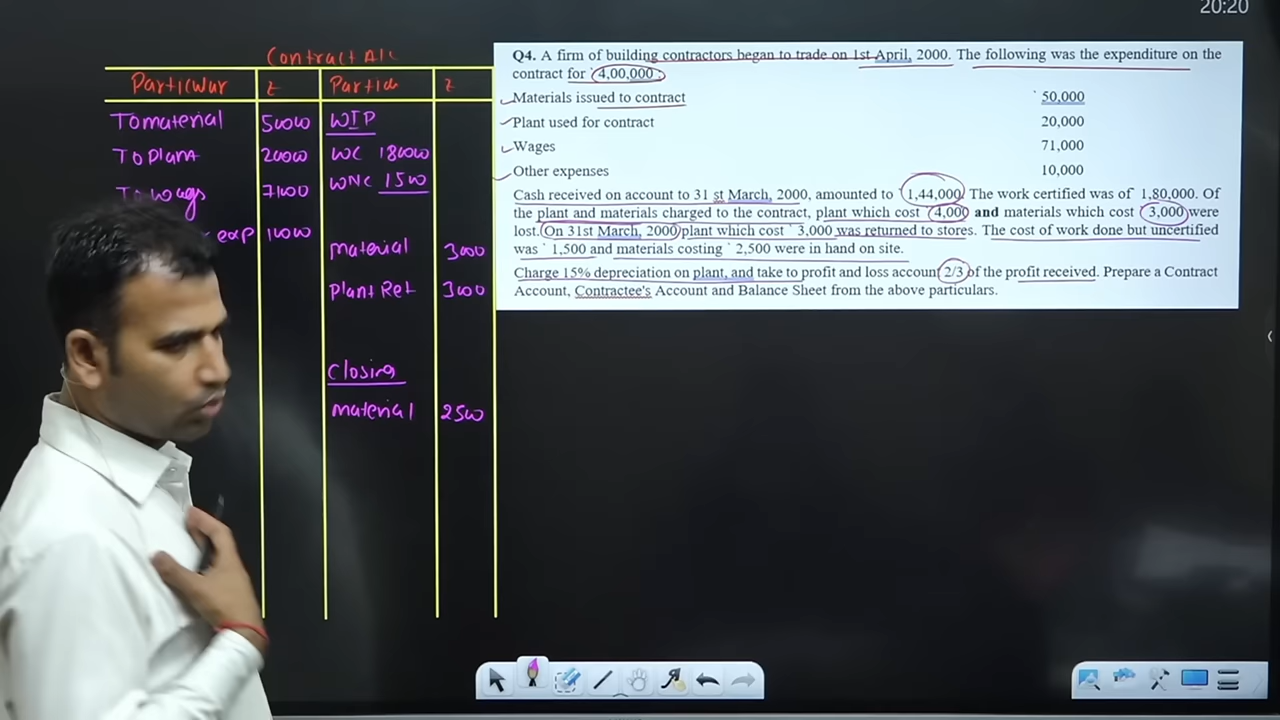 20:20
Contract A/c
Particular ₹ Particu ₹
To material 50000 WIP
To Plant 20000 WC 180000
To wages 71000 WNC 1500
exp 10000
material 3000
Plant Ret 3000
Closing
material 2500
Q4. A firm of building contractors began to trade on 1st April, 2000. The following was the expenditure on the
contract for ` 4,00,000.
Materials issued to contract ` 50,000
Plant used for contract 20,000
Wages 71,000
Other expenses 10,000
Cash received on account to 31 st March, 2000, amounted to ` 1,44,000. The work certified was of 1,80,000. Of
the plant and materials charged to the contract, plant which cost ` 4,000 and materials which cost ` 3,000 were
lost. On 31st March, 2000 plant which cost ` 3,000 was returned to stores. The cost of work done but uncertified
was ` 1,500 and materials costing ` 2,500 were in hand on site.
Charge 15% depreciation on plant, and take to profit and loss account 2/3 of the profit received. Prepare a Contract
Account, Contractee's Account and Balance Sheet from the above particulars.